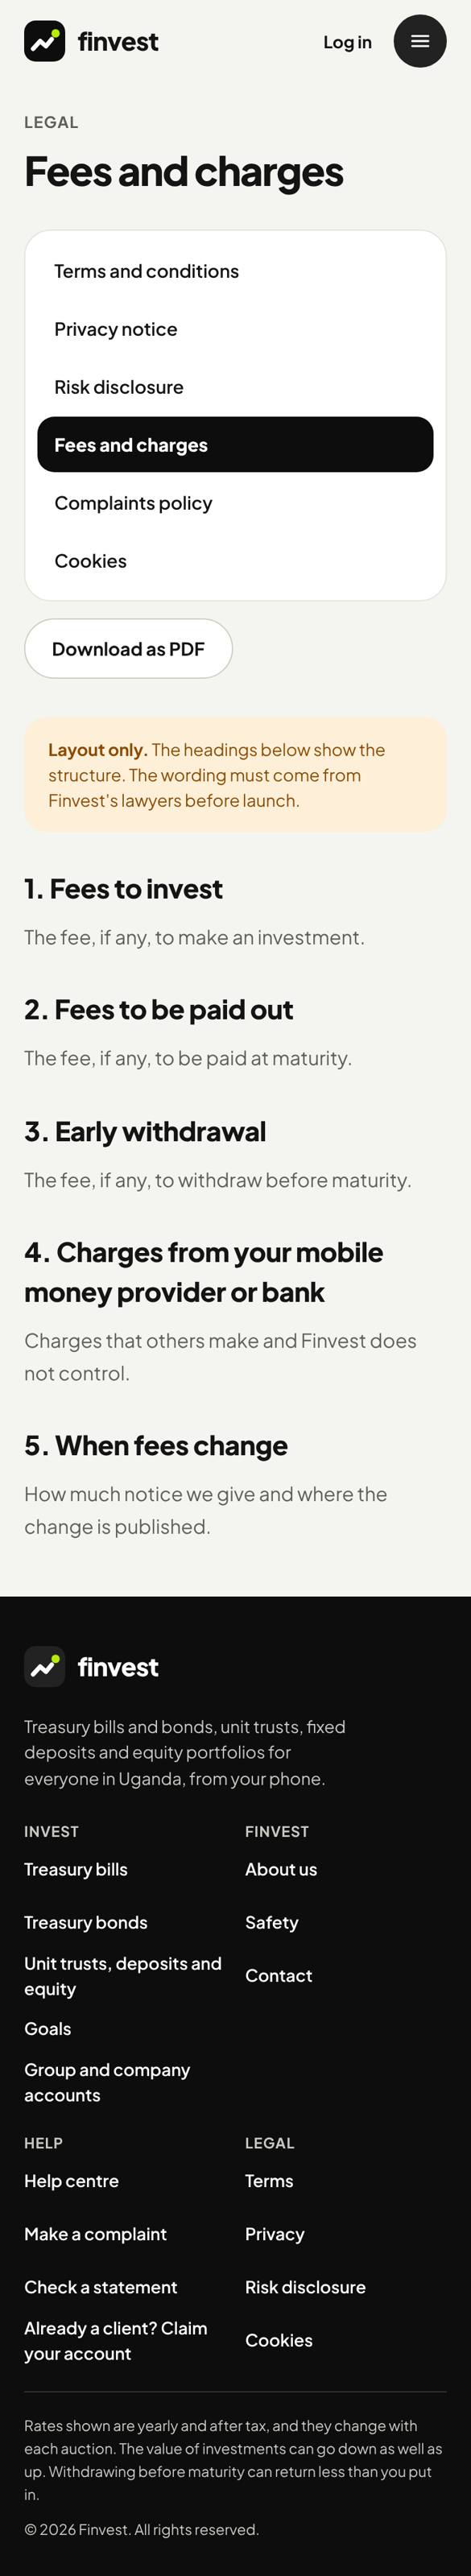 finvest
Log in
LEGAL
Fees and charges
Terms and conditions
Privacy notice
Risk disclosure
Fees and charges
Complaints policy
Cookies
Download as PDF
Layout only. The headings below show the
structure. The wording must come from
Finvest's lawyers before launch.
1. Fees to invest
The fee, if any, to make an investment.
2. Fees to be paid out
The fee, if any, to be paid at maturity.
3. Early withdrawal
The fee, if any, to withdraw before maturity.
4. Charges from your mobile
money provider or bank
Charges that others make and Finvest does
not control.
5. When fees change
How much notice we give and where the
change is published.
finvest
Treasury bills and bonds, unit trusts, fixed
deposits and equity portfolios for
everyone in Uganda, from your phone.
INVEST
Treasury bills
Treasury bonds
Unit trusts, deposits and
equity
Goals
Group and company
accounts
FINVEST
About us
Safety
Contact
HELP
Help centre
Make a complaint
Check a statement
Already a client? Claim
your account
LEGAL
Terms
Privacy
Risk disclosure
Cookies
Rates shown are yearly and after tax, and they change with
each auction. The value of investments can go down as well as
up. Withdrawing before maturity can return less than you put
in.
© 2026 Finvest. All rights reserved.